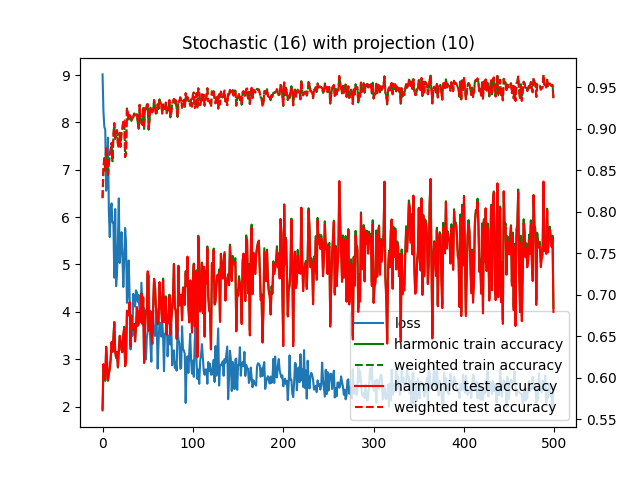 Stochastic (16) with projection (10)
9
8
7
6
5
4
3
2
0.95
0.90
0.85
0.80
0.75
0.70
0.65
0.60
0.55
loss
harmonic train accuracy
weighted train accuracy
harmonic test accuracy
weighted test accuracy
0 100 200 300 400 500